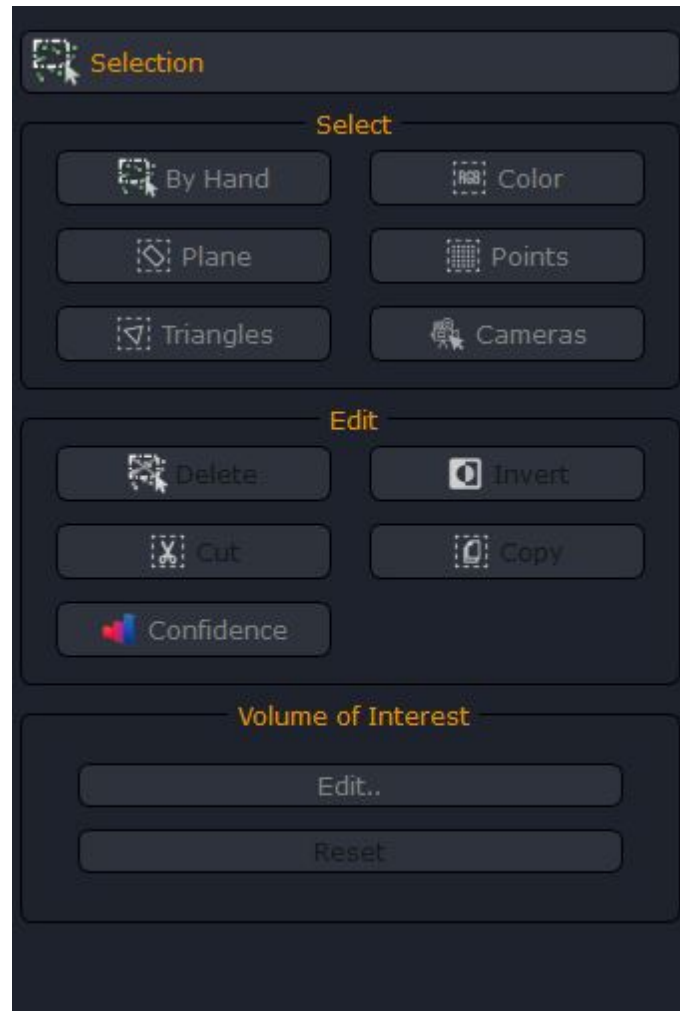 Selection
Select
By Hand
RGB Color
Plane
Points
Triangles
Cameras
Edit
Delete
Invert
Cut
Copy
Confidence
Volume of Interest
Edit..
Reset